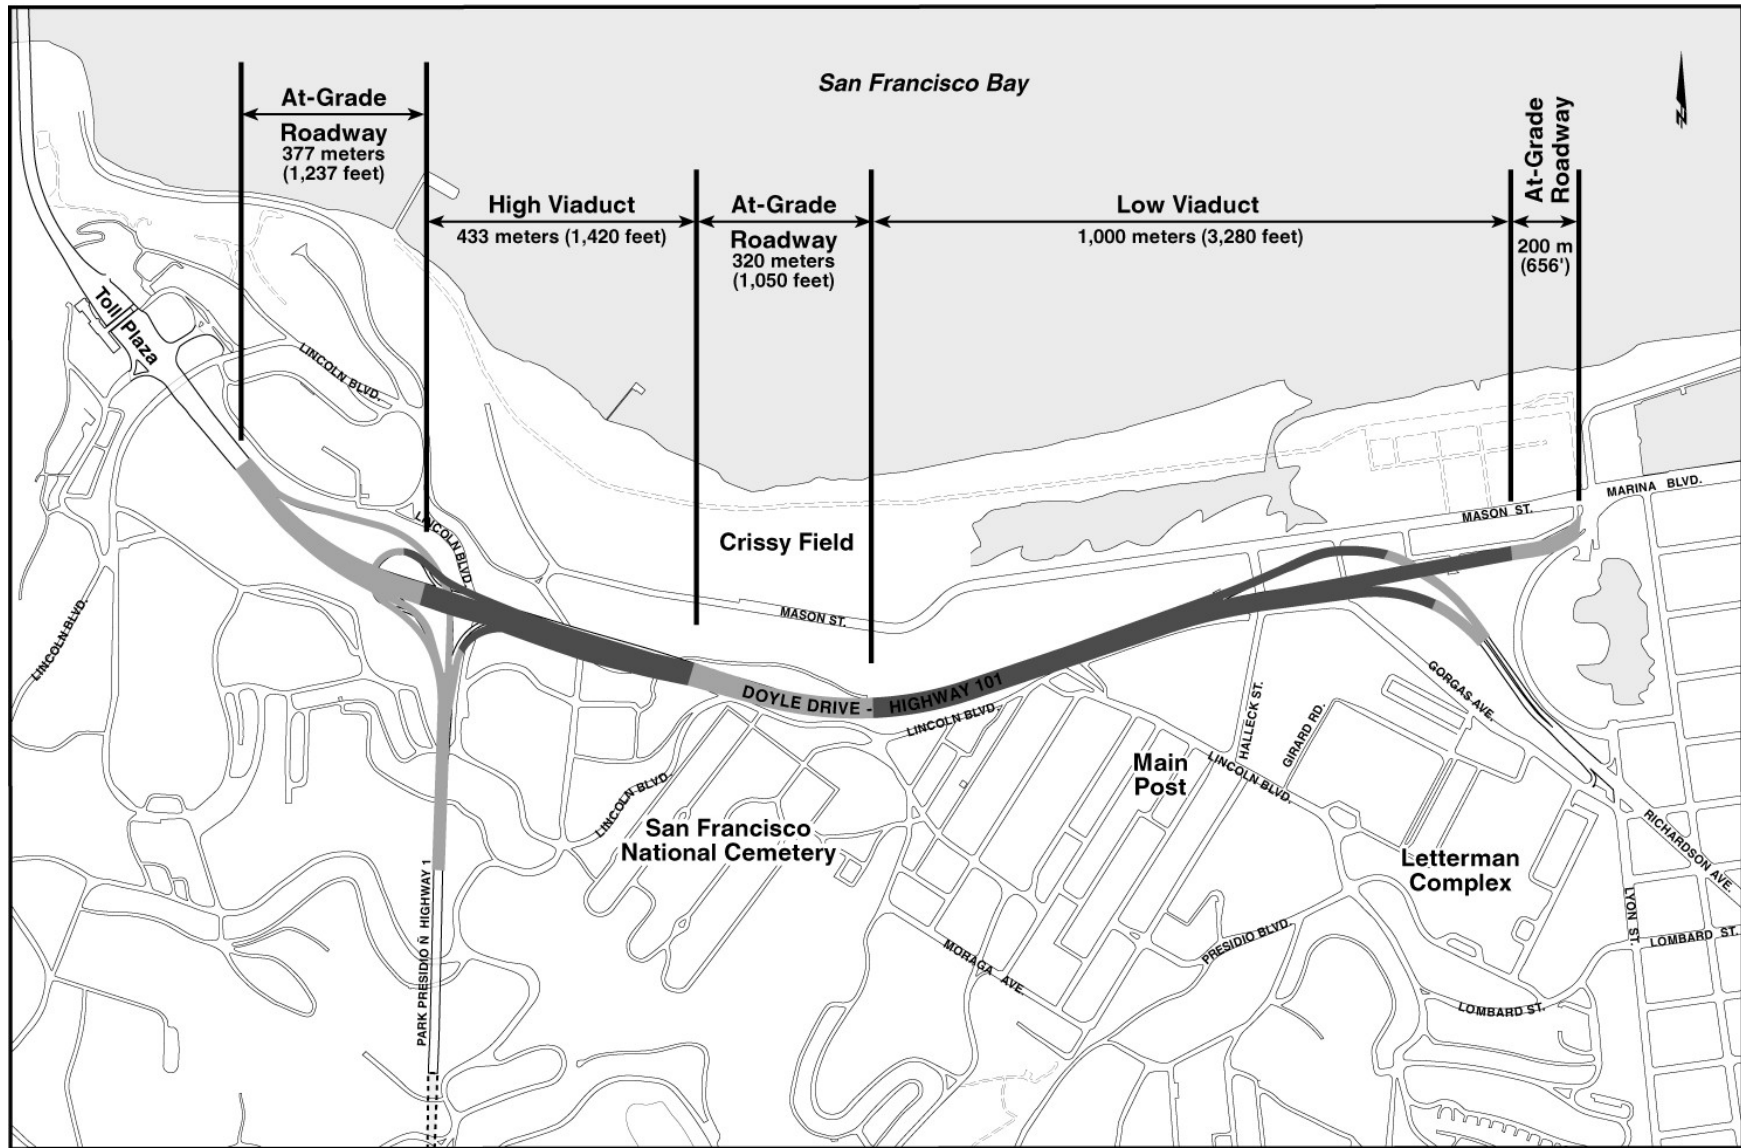 San Francisco Bay
At-Grade
Roadway
377 meters
(1,237 feet)
High Viaduct
433 meters (1,420 feet)
At-Grade
Roadway
320 meters
(1,050 feet)
Low Viaduct
1,000 meters (3,280 feet)
At-Grade
Roadway
200 m
(656')
N
Toll
Plaza
LINCOLN BLVD.
LINCOLN BLVD.
LINCOLN BLVD.
Crissy Field
MASON ST.
MASON ST.
MARINA BLVD.
DOYLE DRIVE - HIGHWAY 101
LINCOLN BLVD.
LINCOLN BLVD.
HALLECK ST.
GIRARD RD.
GORGAS AVE.
LINCOLN BLVD.
Main
Post
San Francisco
National Cemetery
Letterman
Complex
RICHARDSON AVE.
PARK PRESIDIO Ñ HIGHWAY 1
MORAGA AVE.
PRESIDIO BLVD.
LYON ST.
LOMBARD ST.
LOMBARD ST.